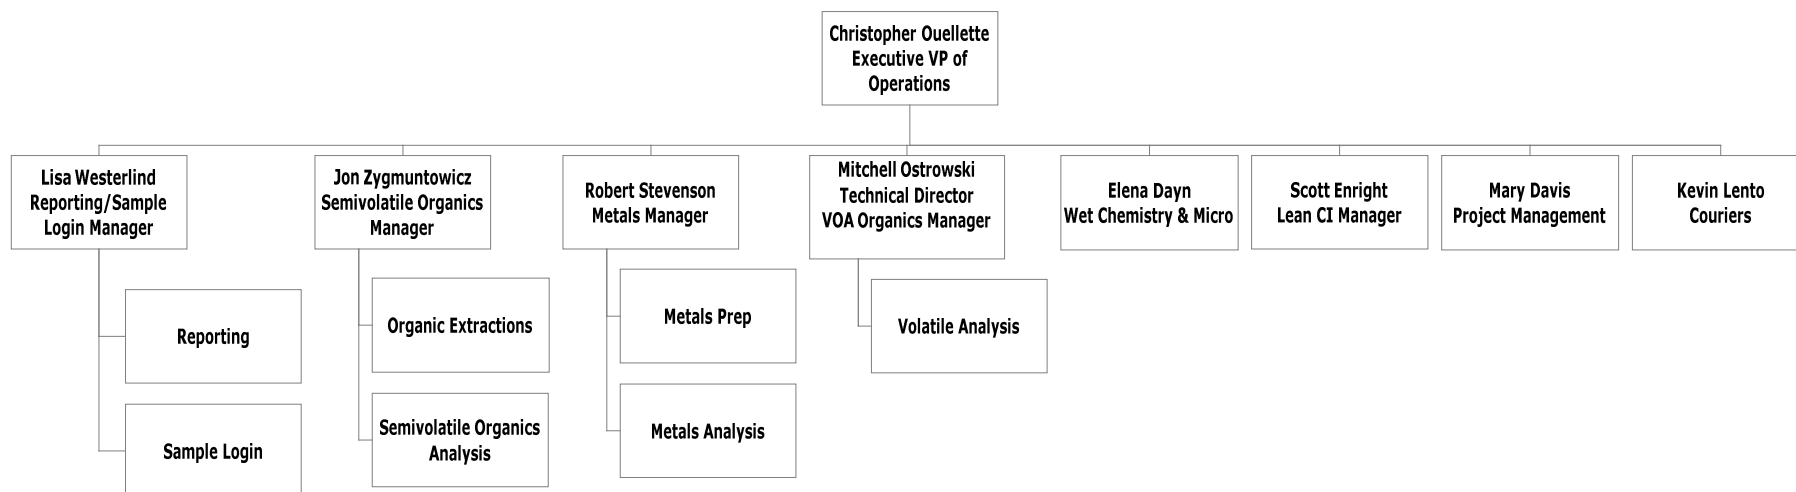 Christopher Ouellette
Executive VP of
Operations
Lisa Westerlind
Reporting/Sample
Login Manager
Jon Zygmuntowicz
Semivolatile Organics
Manager
Robert Stevenson
Metals Manager
Mitchell Ostrowski
Technical Director
VOA Organics Manager
Elena Dayn
Wet Chemistry & Micro
Scott Enright
Lean CI Manager
Mary Davis
Project Management
Kevin Lento
Couriers
Reporting
Sample Login
Organic Extractions
Semivolatile Organics
Analysis
Metals Prep
Metals Analysis
Volatile Analysis